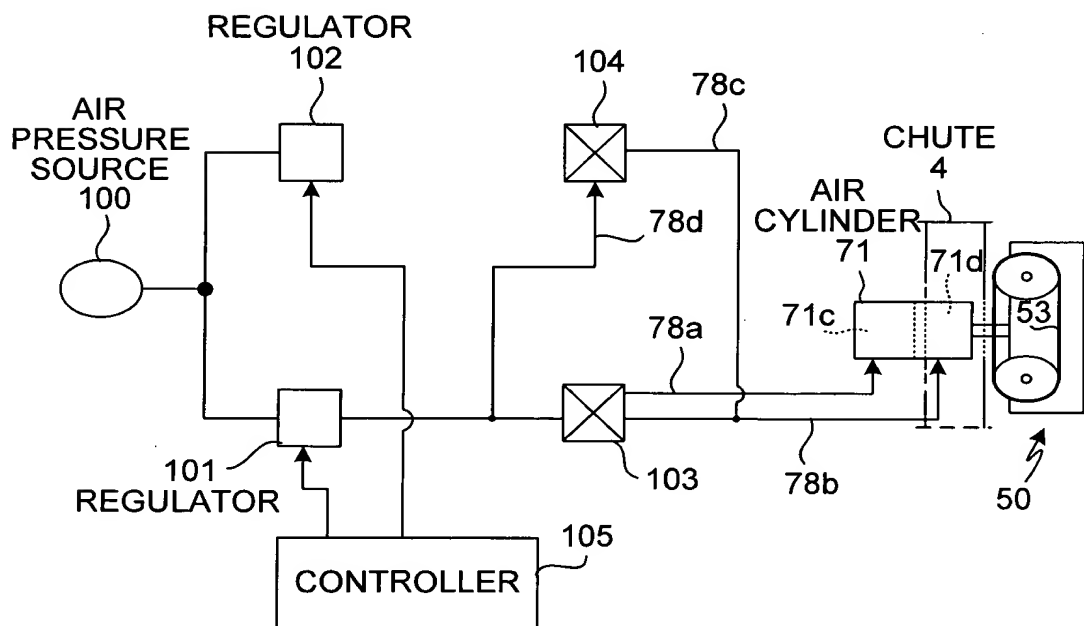 REGULATOR
102
AIR
PRESSURE
SOURCE
100
104
78c
78d
CHUTE
4
AIR
CYLINDER
71
71d
71c
53
78a
101
REGULATOR
103
78b
50
105
CONTROLLER